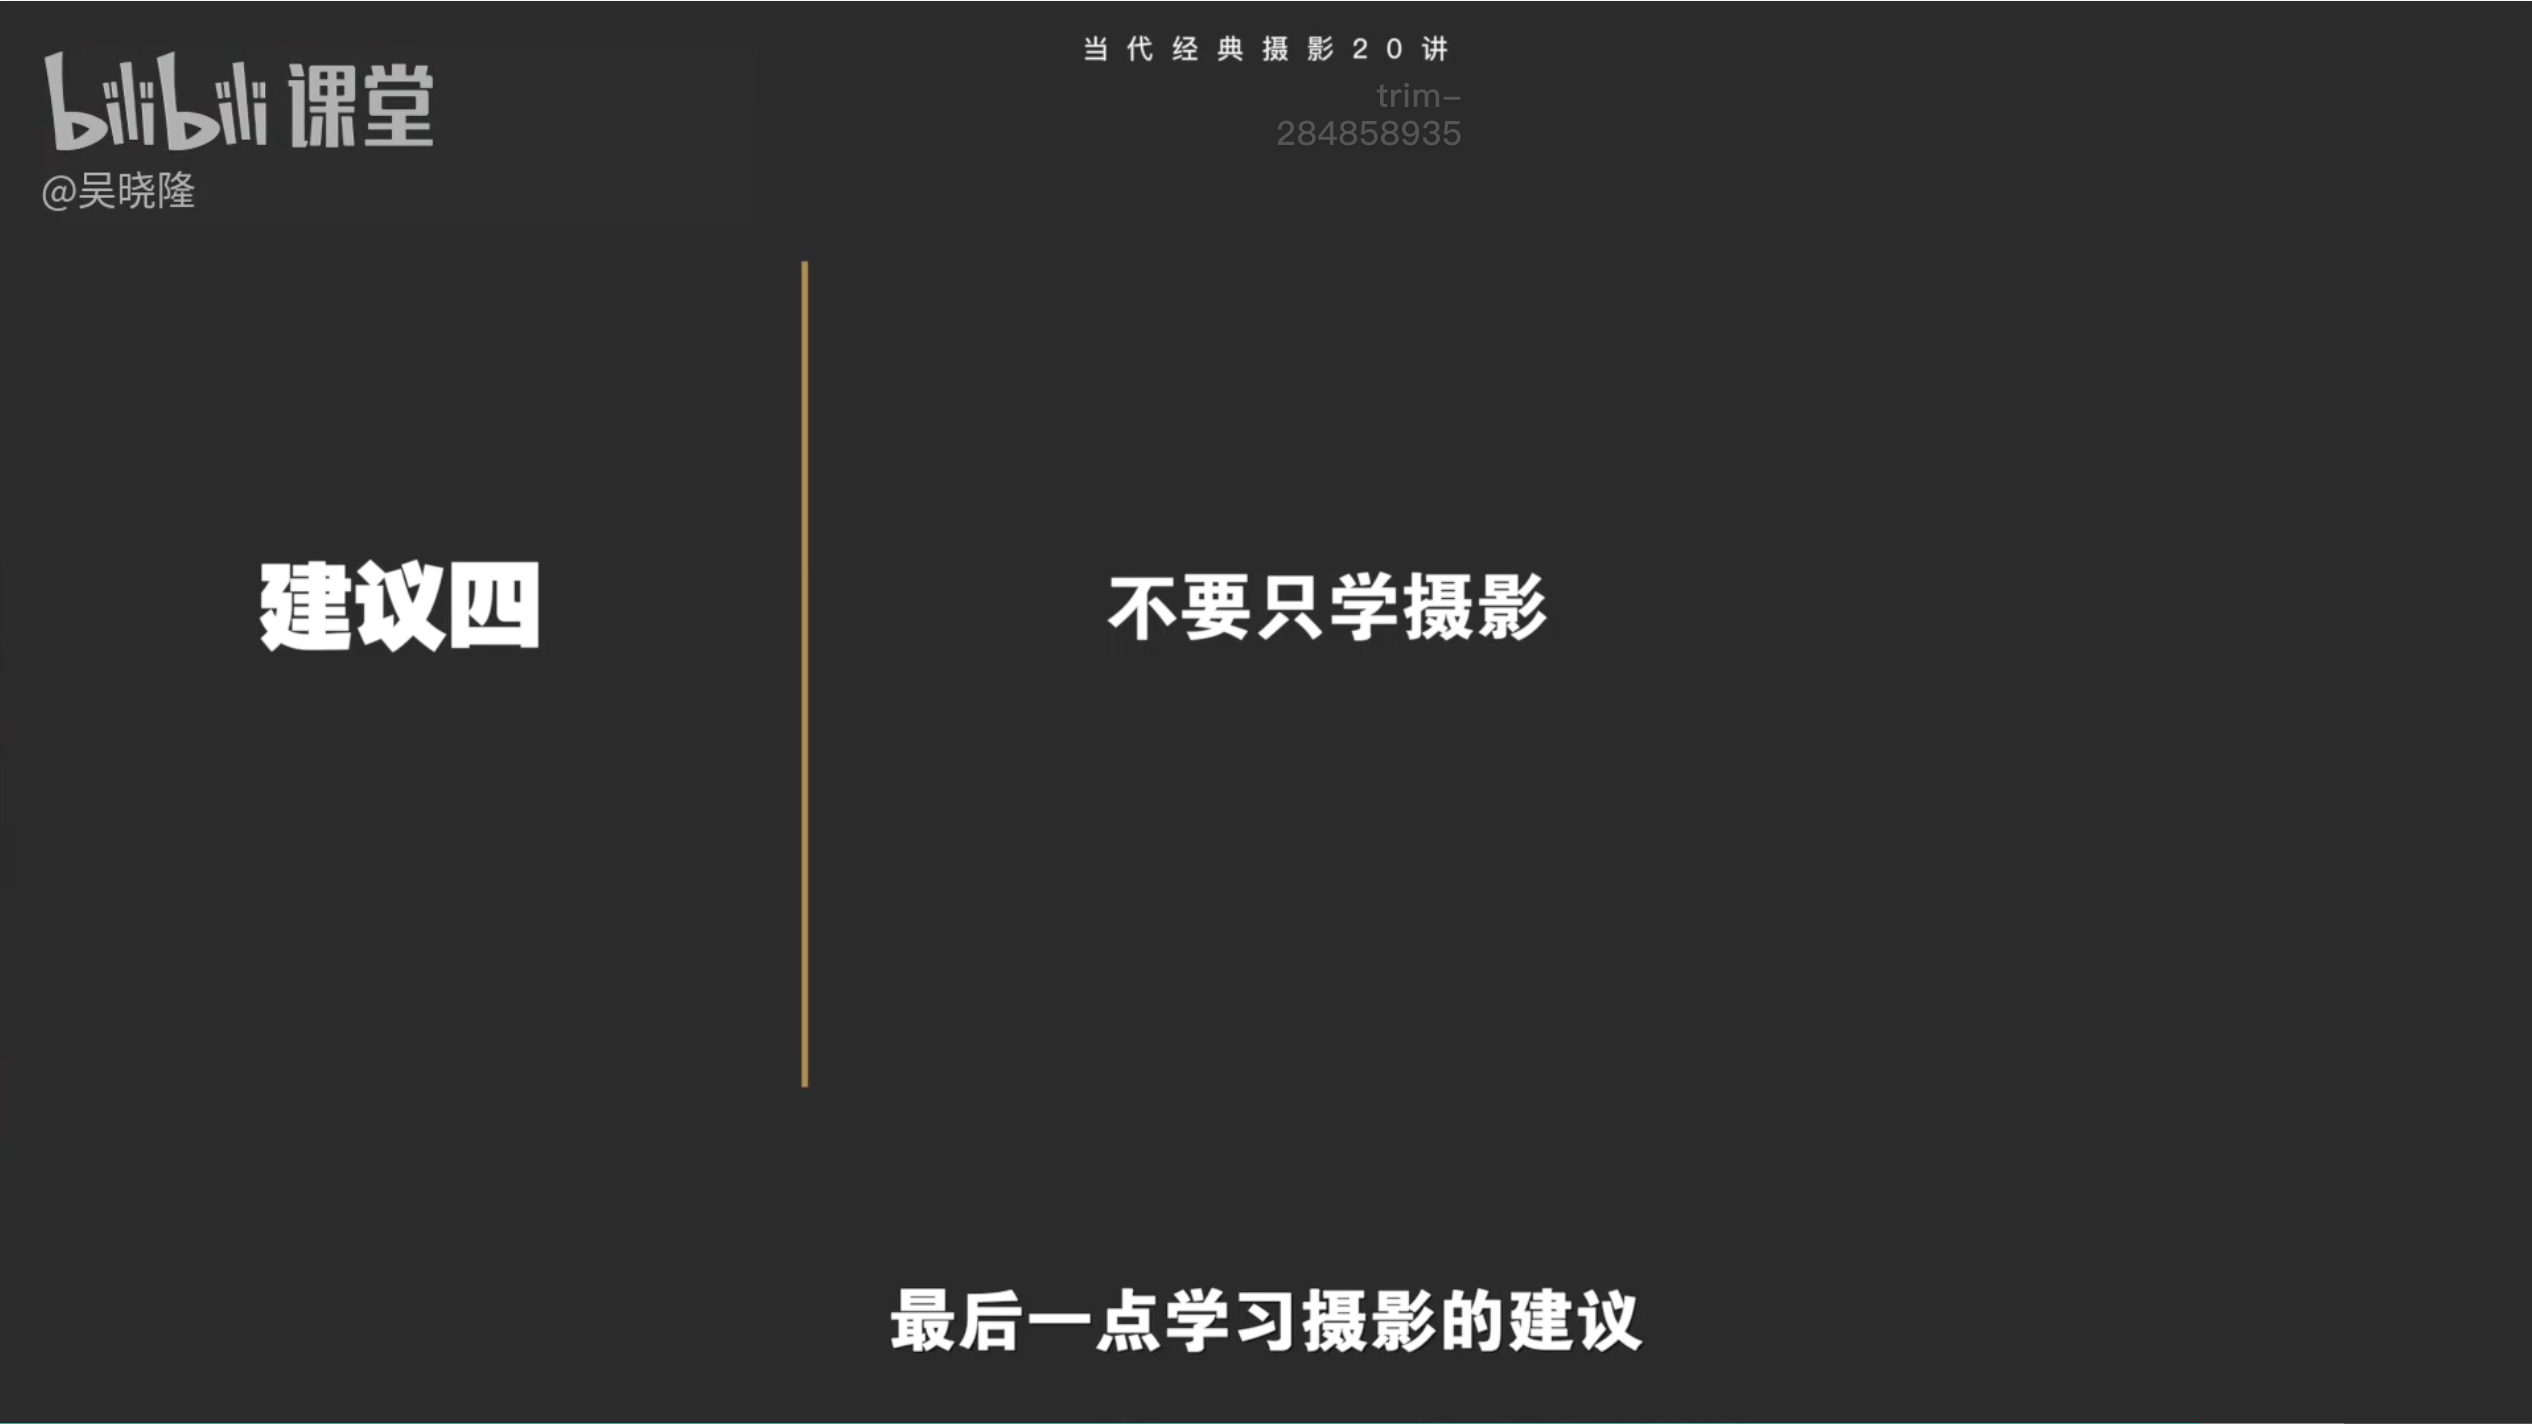 当代经典摄影20讲
bilibili 课堂
trim-
284858935
@吴晓隆
建议四
不要只学摄影
最后一点学习摄影的建议